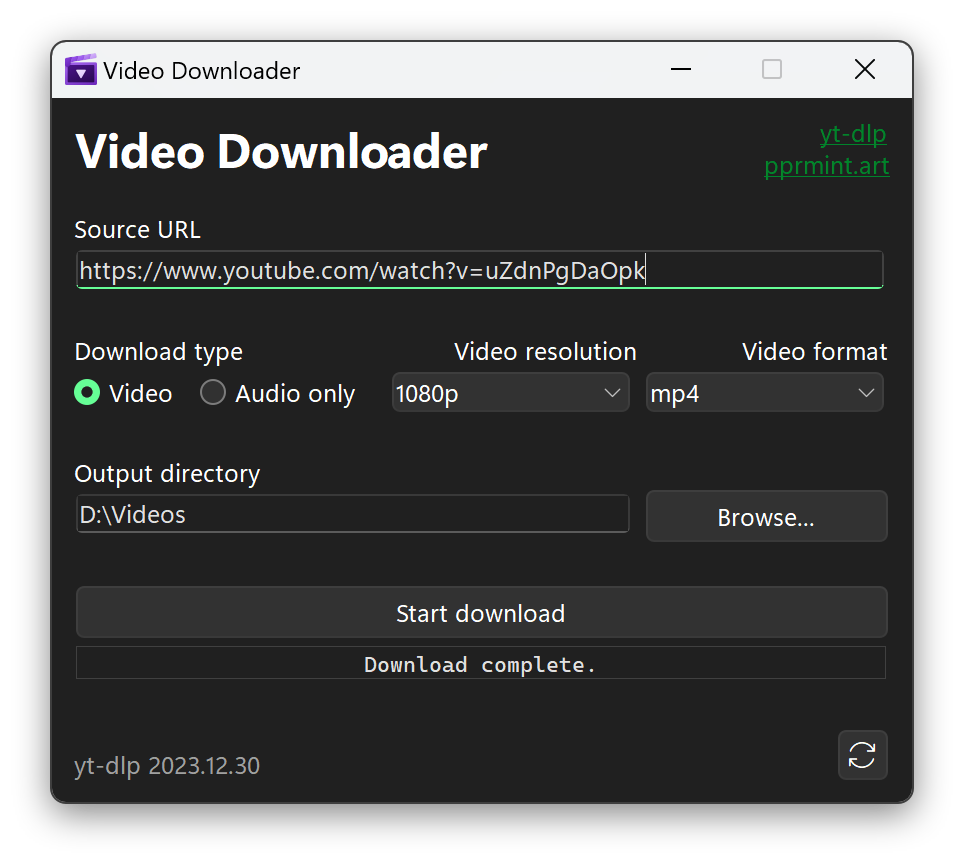 Video Downloader
Video Downloader
yt-dlp
pprmint.art
Source URL
https://www.youtube.com/watch?v=uZdnPgDaOpk
Download type Video resolution Video format
Video Audio only 1080p mp4
Output directory
D:\Videos Browse...
Start download
Download complete.
yt-dlp 2023.12.30